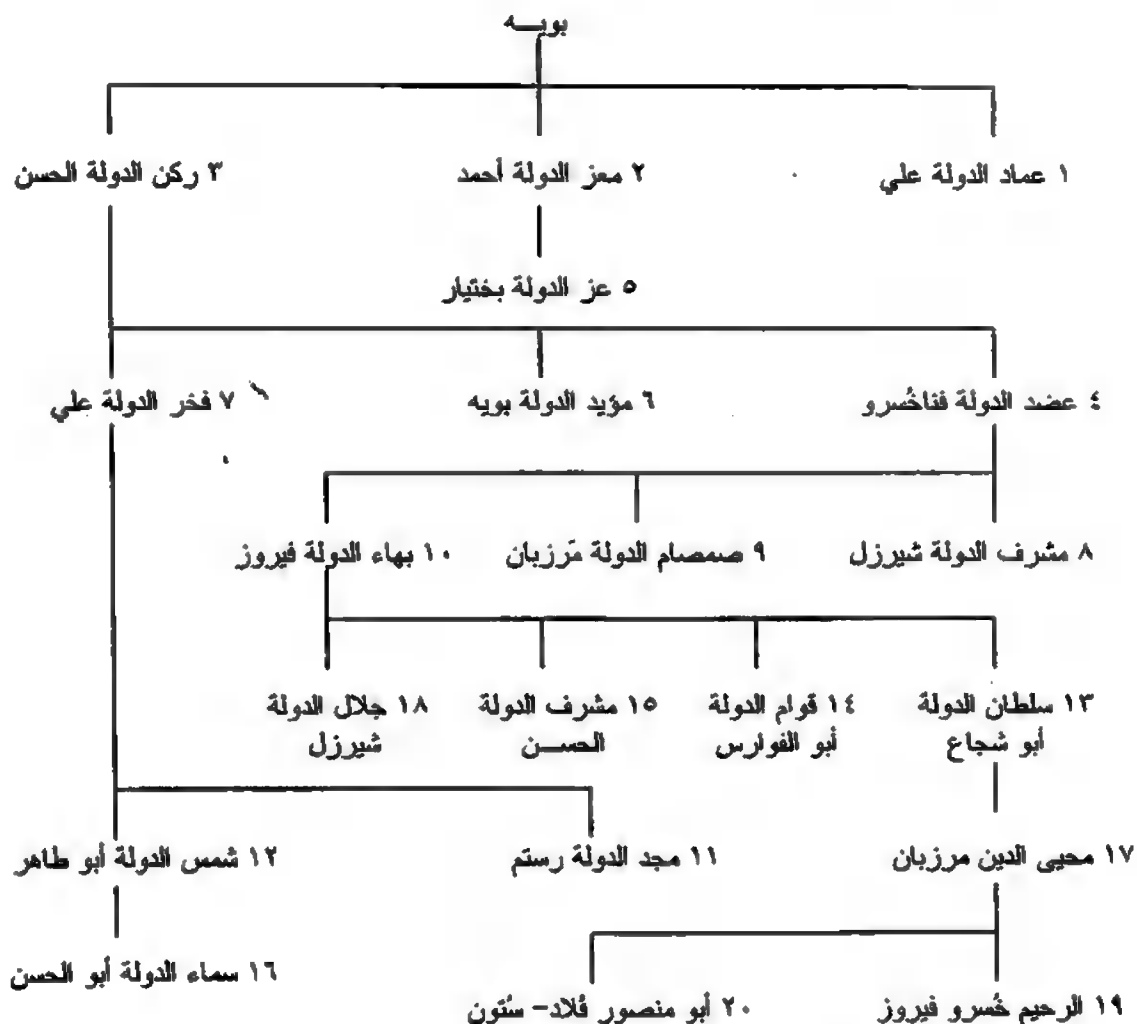 بويـــه
١ عماد الدولة علي
٢ معز الدولة أحمد
٣ ركن الدولة الحسن
٥ عز الدولة بختيار
٤ عضد الدولة فناخُسرو
٦ مؤيد الدولة بويه
٧ فخر الدولة علي
٨ مشرف الدولة شيرزل
٩ صمصام الدولة مَرزبان
١٠ بهاء الدولة فيروز
١٣ سلطان الدولة
أبو شجاع
١٤ قوام الدولة
أبو الفوارس
١٥ مشرف الدولة
الحســـن
١٨ جلال الدولة
شيرزل
١٧ محيى الدين مرزبان
١١ مجد الدولة رستم
١٢ شمس الدولة أبو طاهر
١٦ سماء الدولة أبو الحسن
١٩ الرحيم خُسرو فيروز
٢٠ أبو منصور فُلاد- سُتون